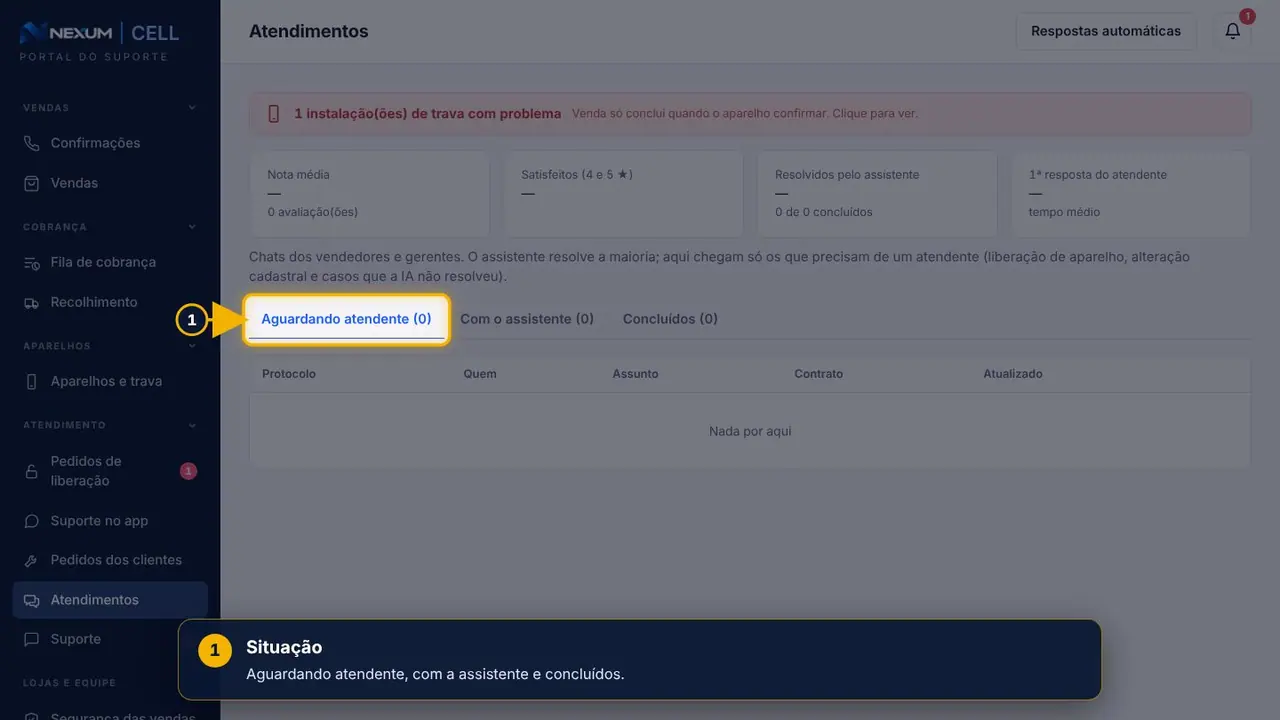 NEXUM | CELL
PORTAL DO SUPORTE
VENDAS
Confirmações
Vendas
COBRANÇA
Fila de cobrança
Recolhimento
APARELHOS
Aparelhos e trava
ATENDIMENTO
Pedidos de
liberação
1
Suporte no app
Pedidos dos clientes
Atendimentos
Suporte
LOJAS E EQUIPE
Segurança das vendas
Atendimentos
Respostas automáticas
1
1 instalação(ões) de trava com problema Venda só conclui quando o aparelho confirmar. Clique para ver.
Nota média
—
0 avaliação(ões)
Satisfeitos (4 e 5 ★)
—
Resolvidos pelo assistente
—
0 de 0 concluídos
1ª resposta do atendente
—
tempo médio
Chats dos vendedores e gerentes. O assistente resolve a maioria; aqui chegam só os que precisam de um atendente (liberação de aparelho, alteração
cadastral e casos que a IA não resolveu).
1
Aguardando atendente (0) Com o assistente (0) Concluídos (0)
Protocolo Quem Assunto Contrato Atualizado
Nada por aqui
1
Situação
Aguardando atendente, com a assistente e concluídos.